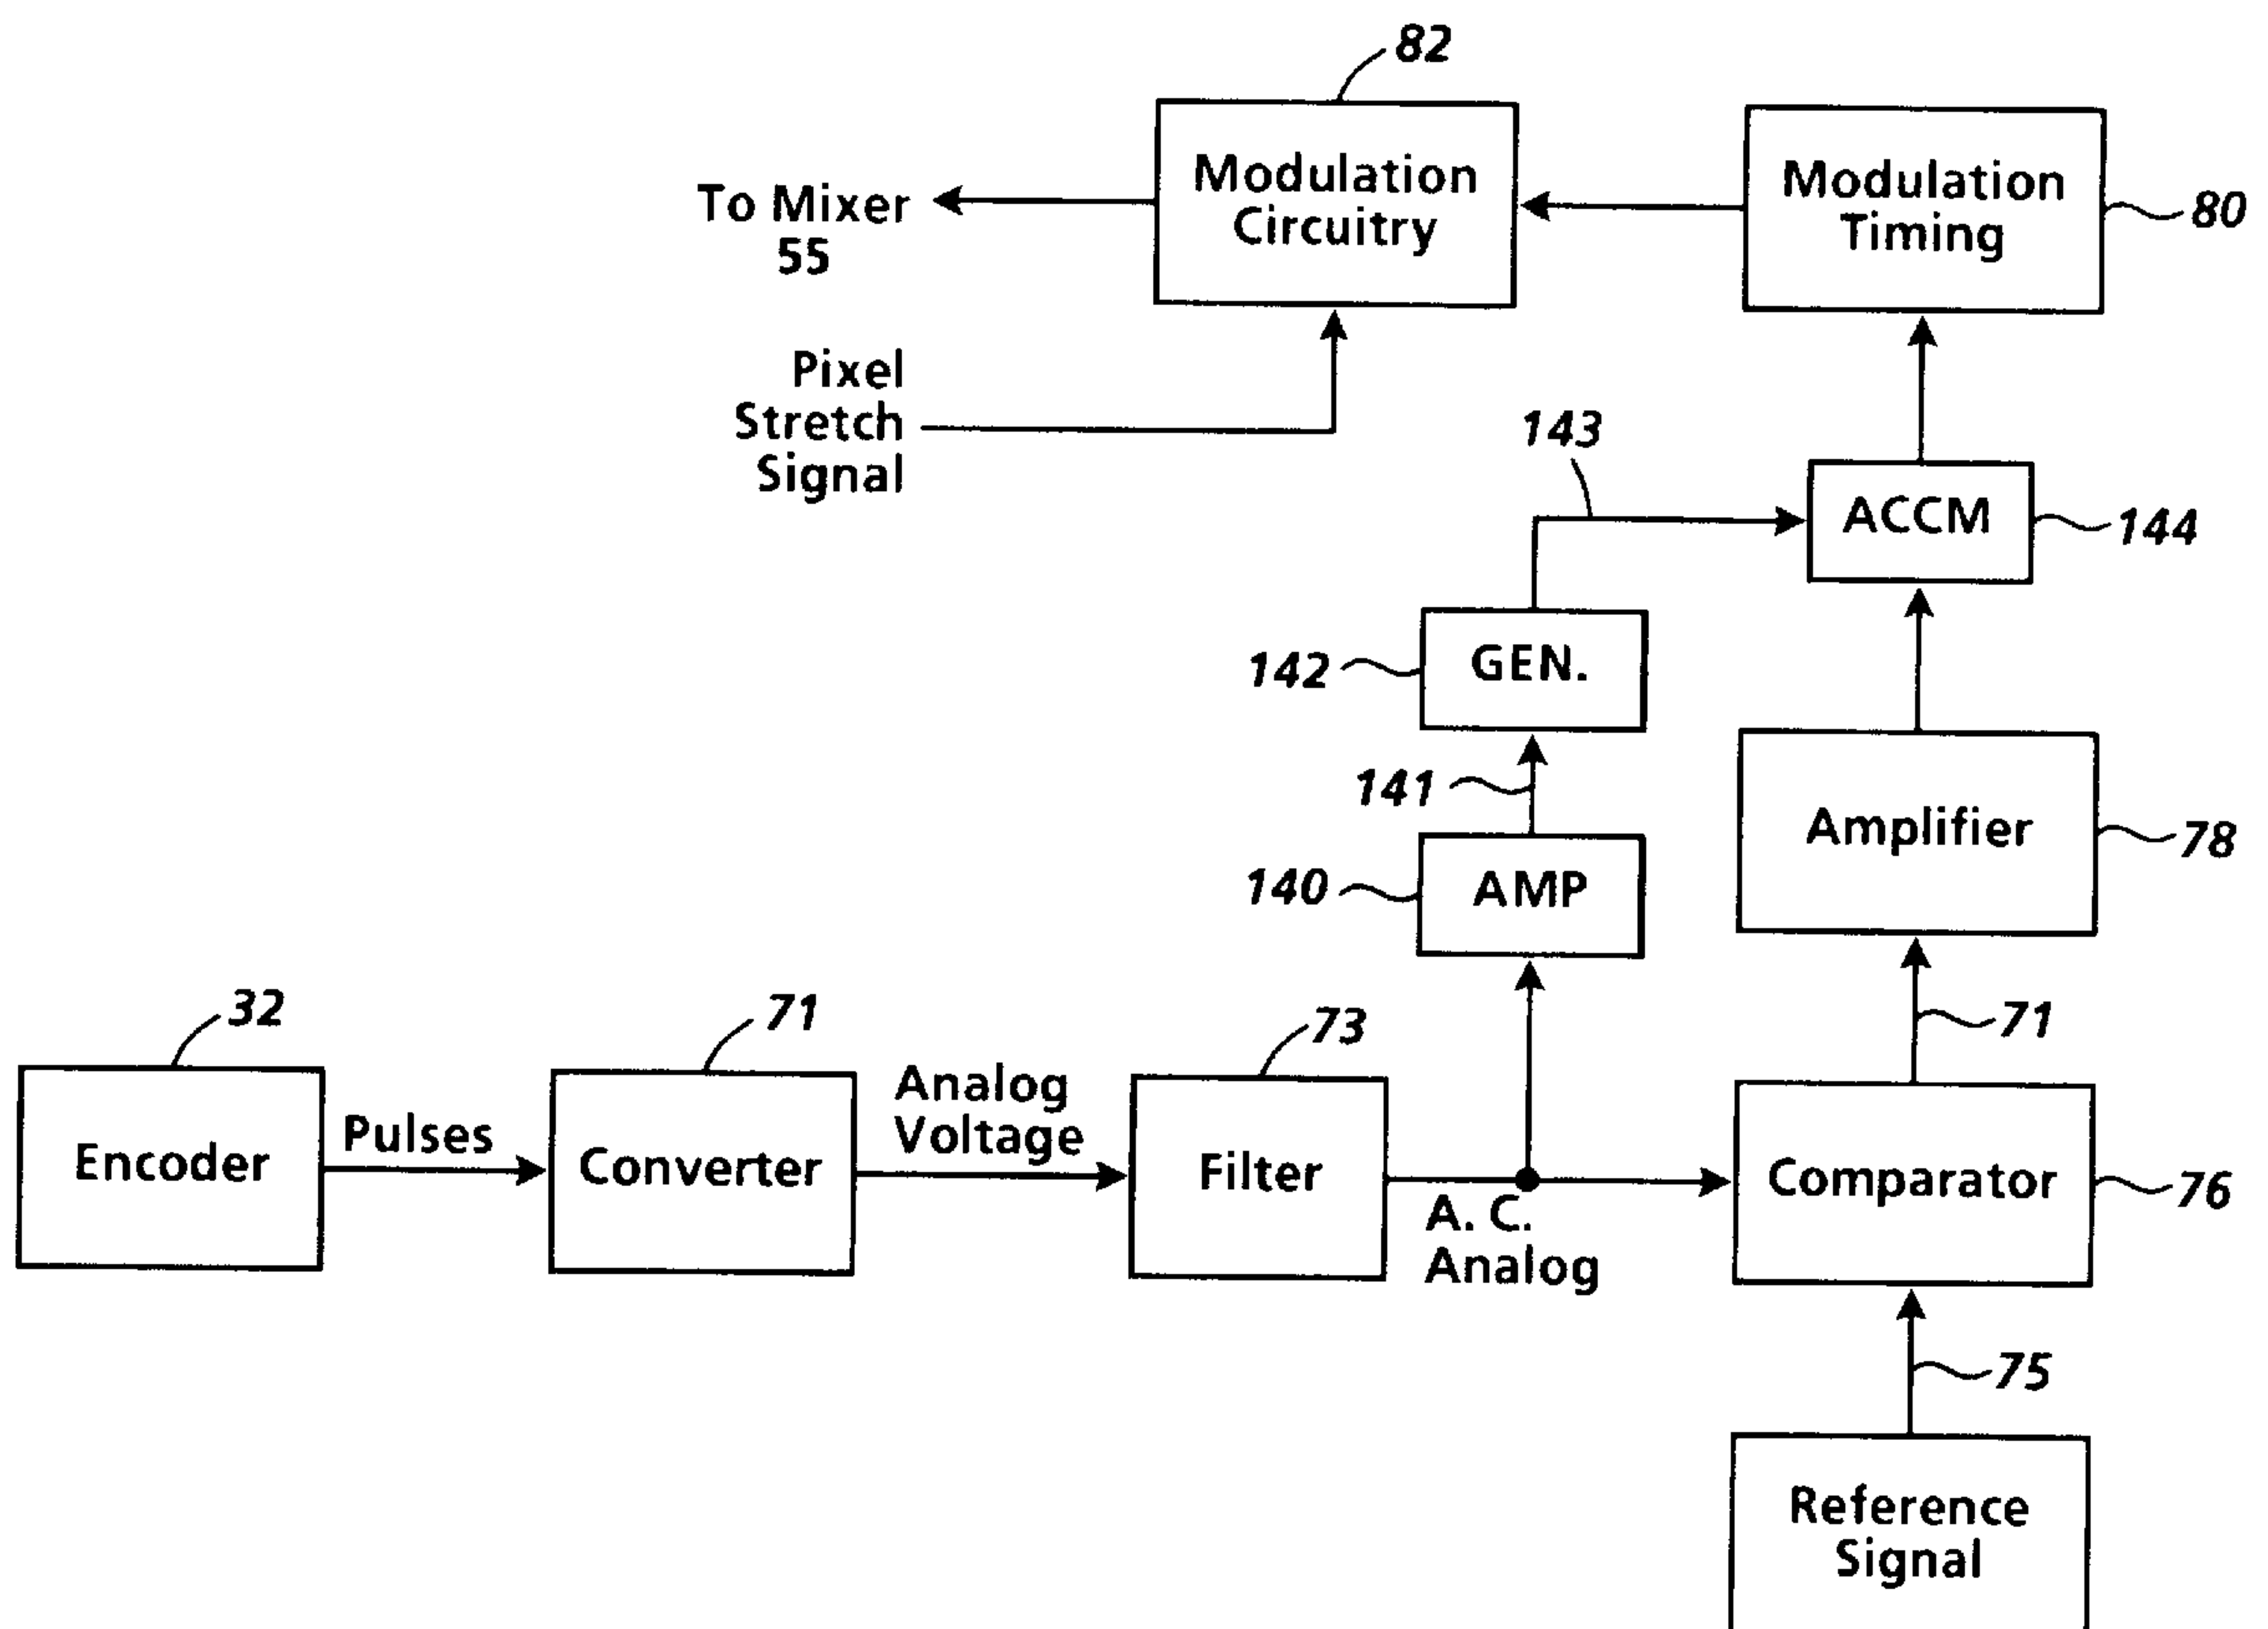 82
Modulation
Circuitry
Modulation
Timing
80
To Mixer
55
Pixel
Stretch
Signal
143
ACCM
144
142
GEN.
141
Amplifier
78
140
AMP
32
71
73
71
Encoder
Pulses
Converter
Analog
Voltage
Filter
A. C.
Analog
Comparator
76
75
Reference
Signal